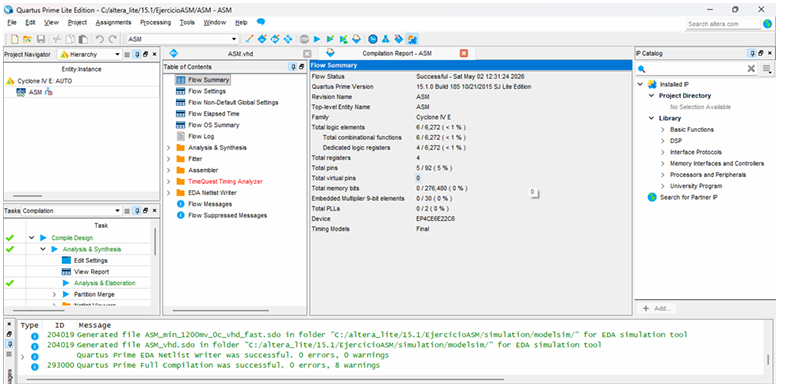 Quartus Prime Lite Edition - C:/altera_lite/15.1/EjercicioASM/ASM - ASM
File Edit View Project Assignments Processing Tools Window Help
Search altera.com
ASM
Project Navigator Hierarchy
Entity:Instance
Cyclone IV E: AUTO
ASM
Tasks Compilation
Task
Compile Design
Analysis & Synthesis
Edit Settings
View Report
Analysis & Elaboration
Partition Merge
Netlist Viewers
ASM.vhd
Compilation Report - ASM
Table of Contents
Flow Summary
Flow Settings
Flow Non-Default Global Settings
Flow Elapsed Time
Flow OS Summary
Flow Log
Analysis & Synthesis
Fitter
Assembler
TimeQuest Timing Analyzer
EDA Netlist Writer
Flow Messages
Flow Suppressed Messages
Flow Summary
Flow Status Successful - Sat May 02 12:31:24 2026
Quartus Prime Version 15.1.0 Build 185 10/21/2015 SJ Lite Edition
Revision Name ASM
Top-level Entity Name ASM
Family Cyclone IV E
Total logic elements 6 / 6,272 ( < 1 % )
Total combinational functions 6 / 6,272 ( < 1 % )
Dedicated logic registers 4 / 6,272 ( < 1 % )
Total registers 4
Total pins 5 / 92 ( 5 % )
Total virtual pins 0
Total memory bits 0 / 276,480 ( 0 % )
Embedded Multiplier 9-bit elements 0 / 30 ( 0 % )
Total PLLs 0 / 2 ( 0 % )
Device EP4CE6E22C6
Timing Models Final
0
IP Catalog
Installed IP
Project Directory
No Selection Available
Library
Basic Functions
DSP
Interface Protocols
Memory Interfaces and Controllers
Processors and Peripherals
University Program
Search for Partner IP
+ Add...
Type ID Message
204019 Generated file ASM_min_1200mv_0c_vhd_fast.sdo in folder "C:/altera_lite/15.1/EjercicioASM/simulation/modelsim/" for EDA simulation tool
204019 Generated file ASM_vhd.sdo in folder "C:/altera_lite/15.1/EjercicioASM/simulation/modelsim/" for EDA simulation tool
Quartus Prime EDA Netlist Writer was successful. 0 errors, 0 warnings
293000 Quartus Prime Full Compilation was successful. 0 errors, 8 warnings